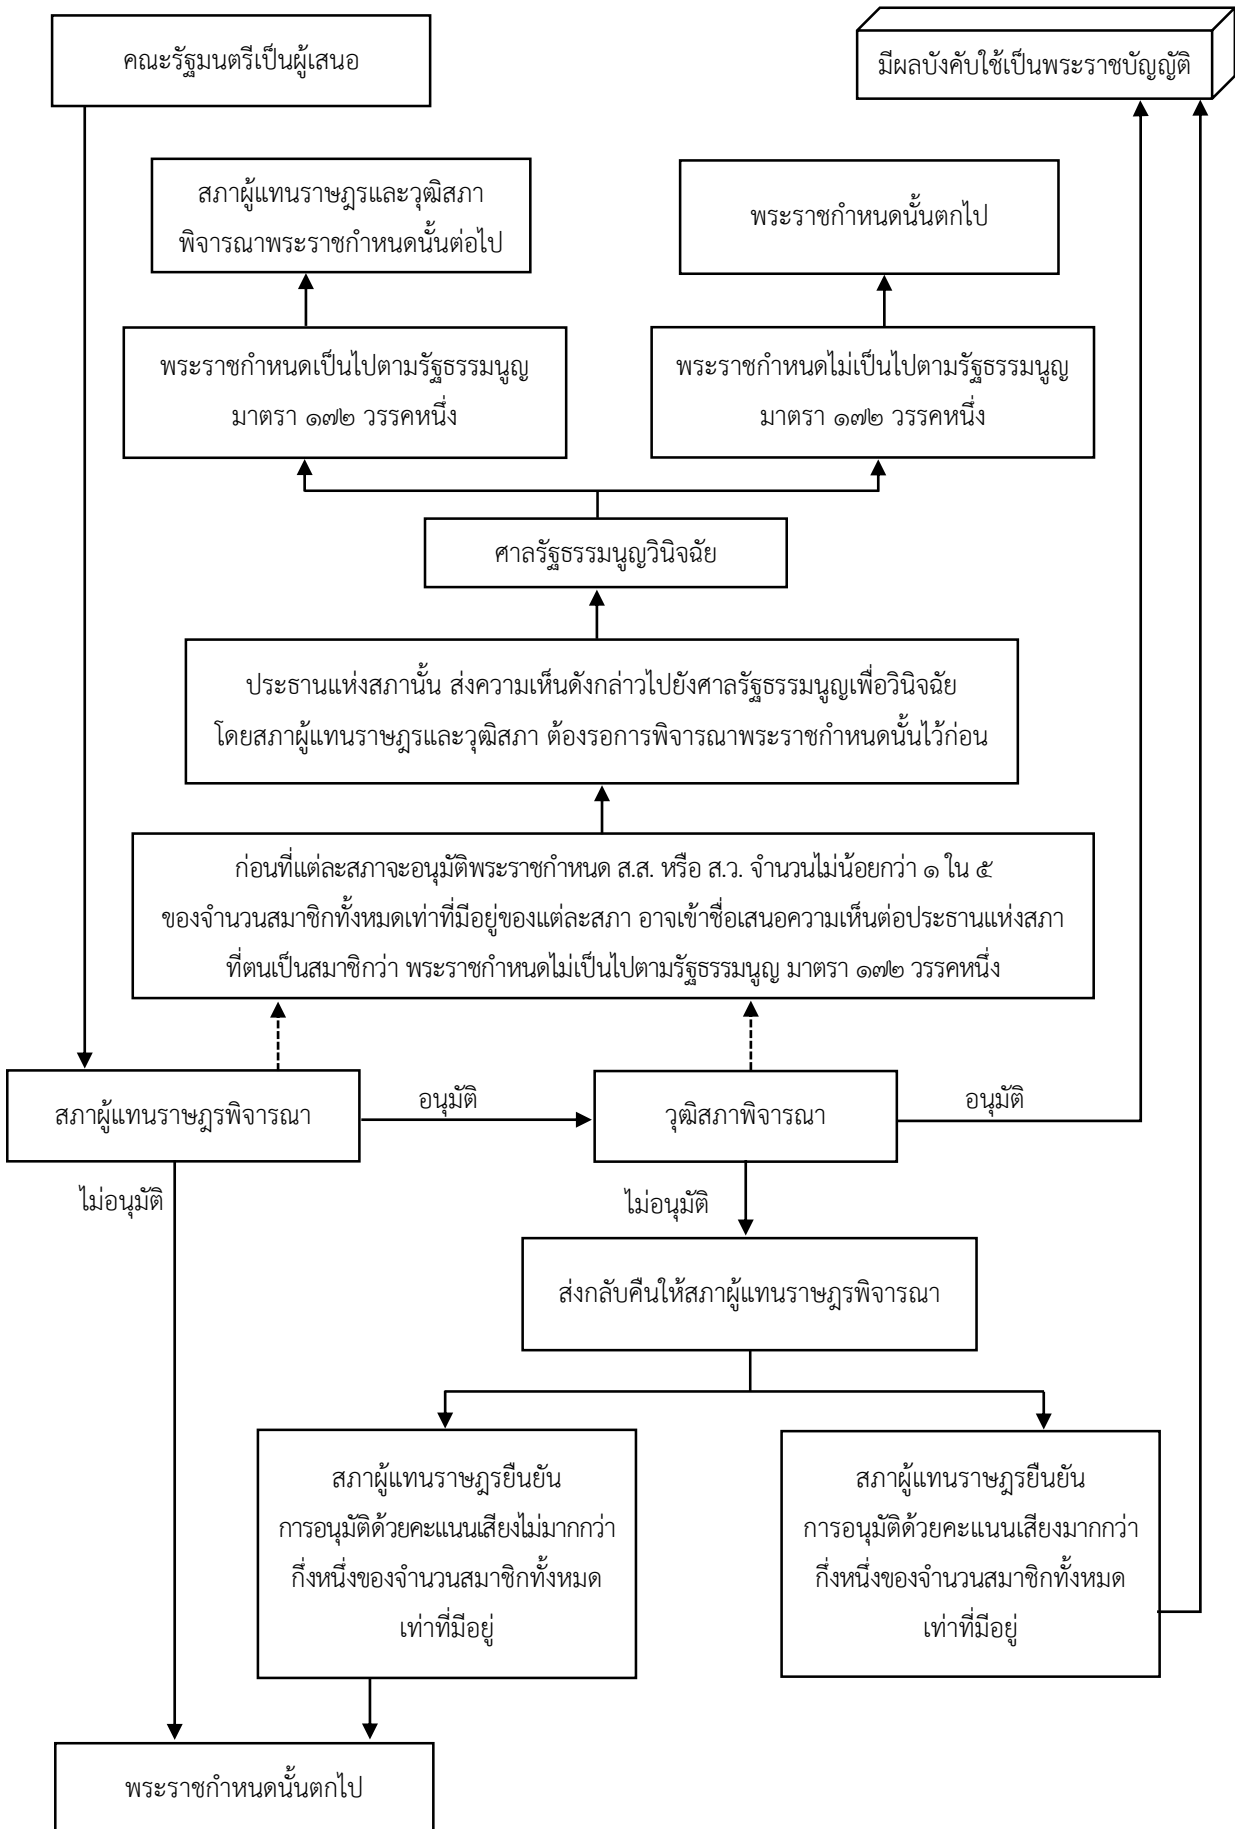 คณะรัฐมนตรีเป็นผู้เสนอ
มีผลบังคับใช้เป็นพระราชบัญญัติ
สภาผู้แทนราษฎรและวุฒิสภา
พิจารณาพระราชกำหนดนั้นต่อไป
พระราชกำหนดนั้นตกไป
พระราชกำหนดเป็นไปตามรัฐธรรมนูญ
มาตรา ๑๗๒ วรรคหนึ่ง
พระราชกำหนดไม่เป็นไปตามรัฐธรรมนูญ
มาตรา ๑๗๒ วรรคหนึ่ง
ศาลรัฐธรรมนูญวินิจฉัย
ประธานแห่งสภานั้น ส่งความเห็นดังกล่าวไปยังศาลรัฐธรรมนูญเพื่อวินิจฉัย
โดยสภาผู้แทนราษฎรและวุฒิสภา ต้องรอการพิจารณาพระราชกำหนดนั้นไว้ก่อน
ก่อนที่แต่ละสภาจะอนุมัติพระราชกำหนด ส.ส. หรือ ส.ว. จำนวนไม่น้อยกว่า ๑ ใน ๕
ของจำนวนสมาชิกทั้งหมดเท่าที่มีอยู่ของแต่ละสภา อาจเข้าชื่อเสนอความเห็นต่อประธานแห่งสภา
ที่ตนเป็นสมาชิกว่า พระราชกำหนดไม่เป็นไปตามรัฐธรรมนูญ มาตรา ๑๗๒ วรรคหนึ่ง
สภาผู้แทนราษฎรพิจารณา
อนุมัติ
วุฒิสภาพิจารณา
อนุมัติ
ไม่อนุมัติ
ไม่อนุมัติ
ส่งกลับคืนให้สภาผู้แทนราษฎรพิจารณา
สภาผู้แทนราษฎรยืนยัน
การอนุมัติด้วยคะแนนเสียงไม่มากกว่า
กึ่งหนึ่งของจำนวนสมาชิกทั้งหมด
เท่าที่มีอยู่
สภาผู้แทนราษฎรยืนยัน
การอนุมัติด้วยคะแนนเสียงมากกว่า
กึ่งหนึ่งของจำนวนสมาชิกทั้งหมด
เท่าที่มีอยู่
พระราชกำหนดนั้นตกไป